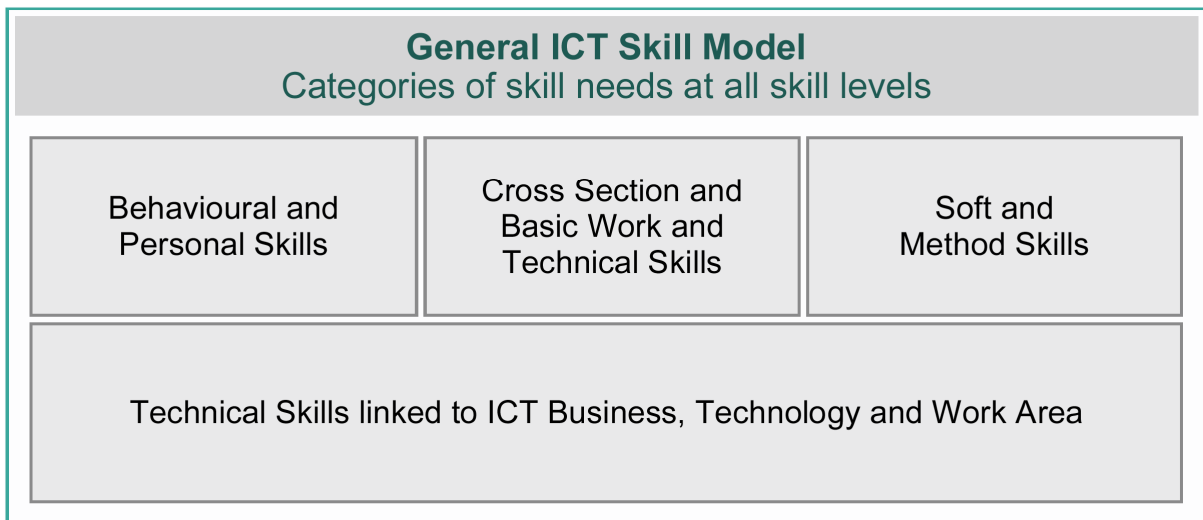 General ICT Skill Model
Categories of skill needs at all skill levels
Behavioural and
Personal Skills
Cross Section and
Basic Work and
Technical Skills
Soft and
Method Skills
Technical Skills linked to ICT Business, Technology and Work Area